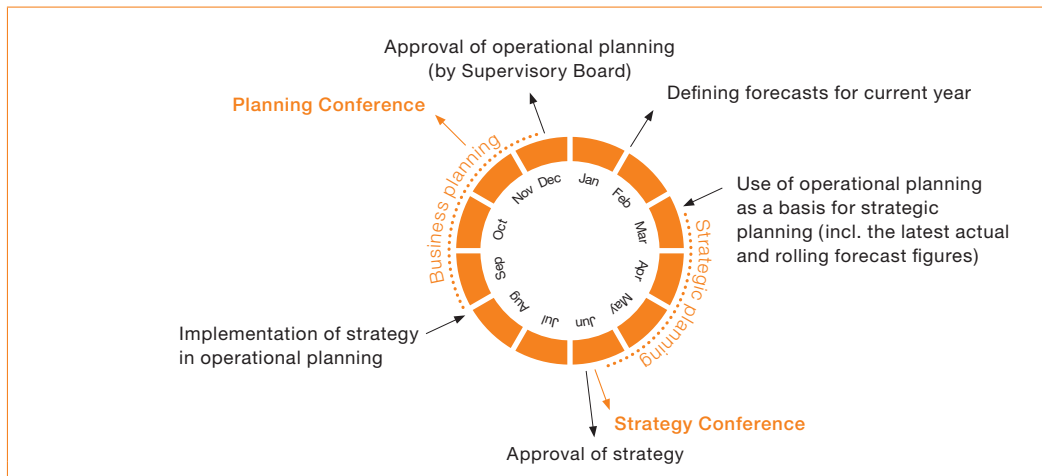 Approval of operational planning
(by Supervisory Board)
Planning Conference
Defining forecasts for current year
Business planning
Dec
Jan
Nov
Feb
Use of operational planning
as a basis for strategic
planning (incl. the latest actual
and rolling forecast figures)
Oct
Mar
Strategic planning
Sep
Apr
Aug
May
Jul
Jun
Implementation of strategy
in operational planning
Strategy Conference
Approval of strategy